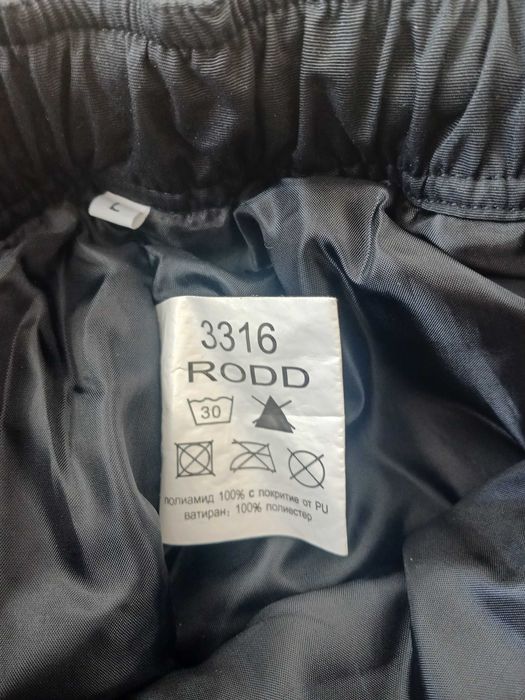 L
3316
RODD
30
полиамид 100% с покритие от PU
ватиран: 100% полиестер